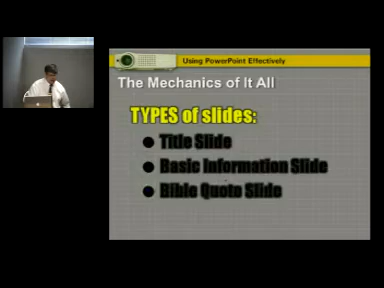 Using PowerPoint Effectively
The Mechanics of It All
TYPES of slides:
Title Slide
Basic Information Slide
Bible Quote Slide